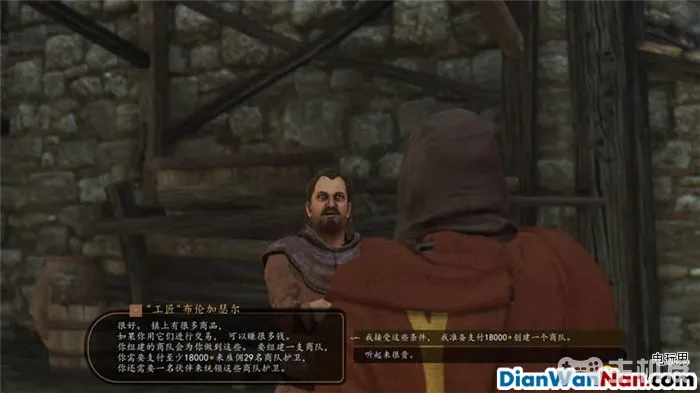 "工匠"布伦加瑟尔
很好。 镇上有很多商品，
如果你用它们进行交易， 可以赚很多钱。
你组建的商队会为你做到这些。 要组建一支商队，
你需要支付至少18000 来雇佣29名商队护卫，
你还需要一名伙伴来统领这些商队护卫。
我接受这些条件， 我准备支付18000 创建一个商队。
听起来很贵。
电玩男
DianWanNan.com